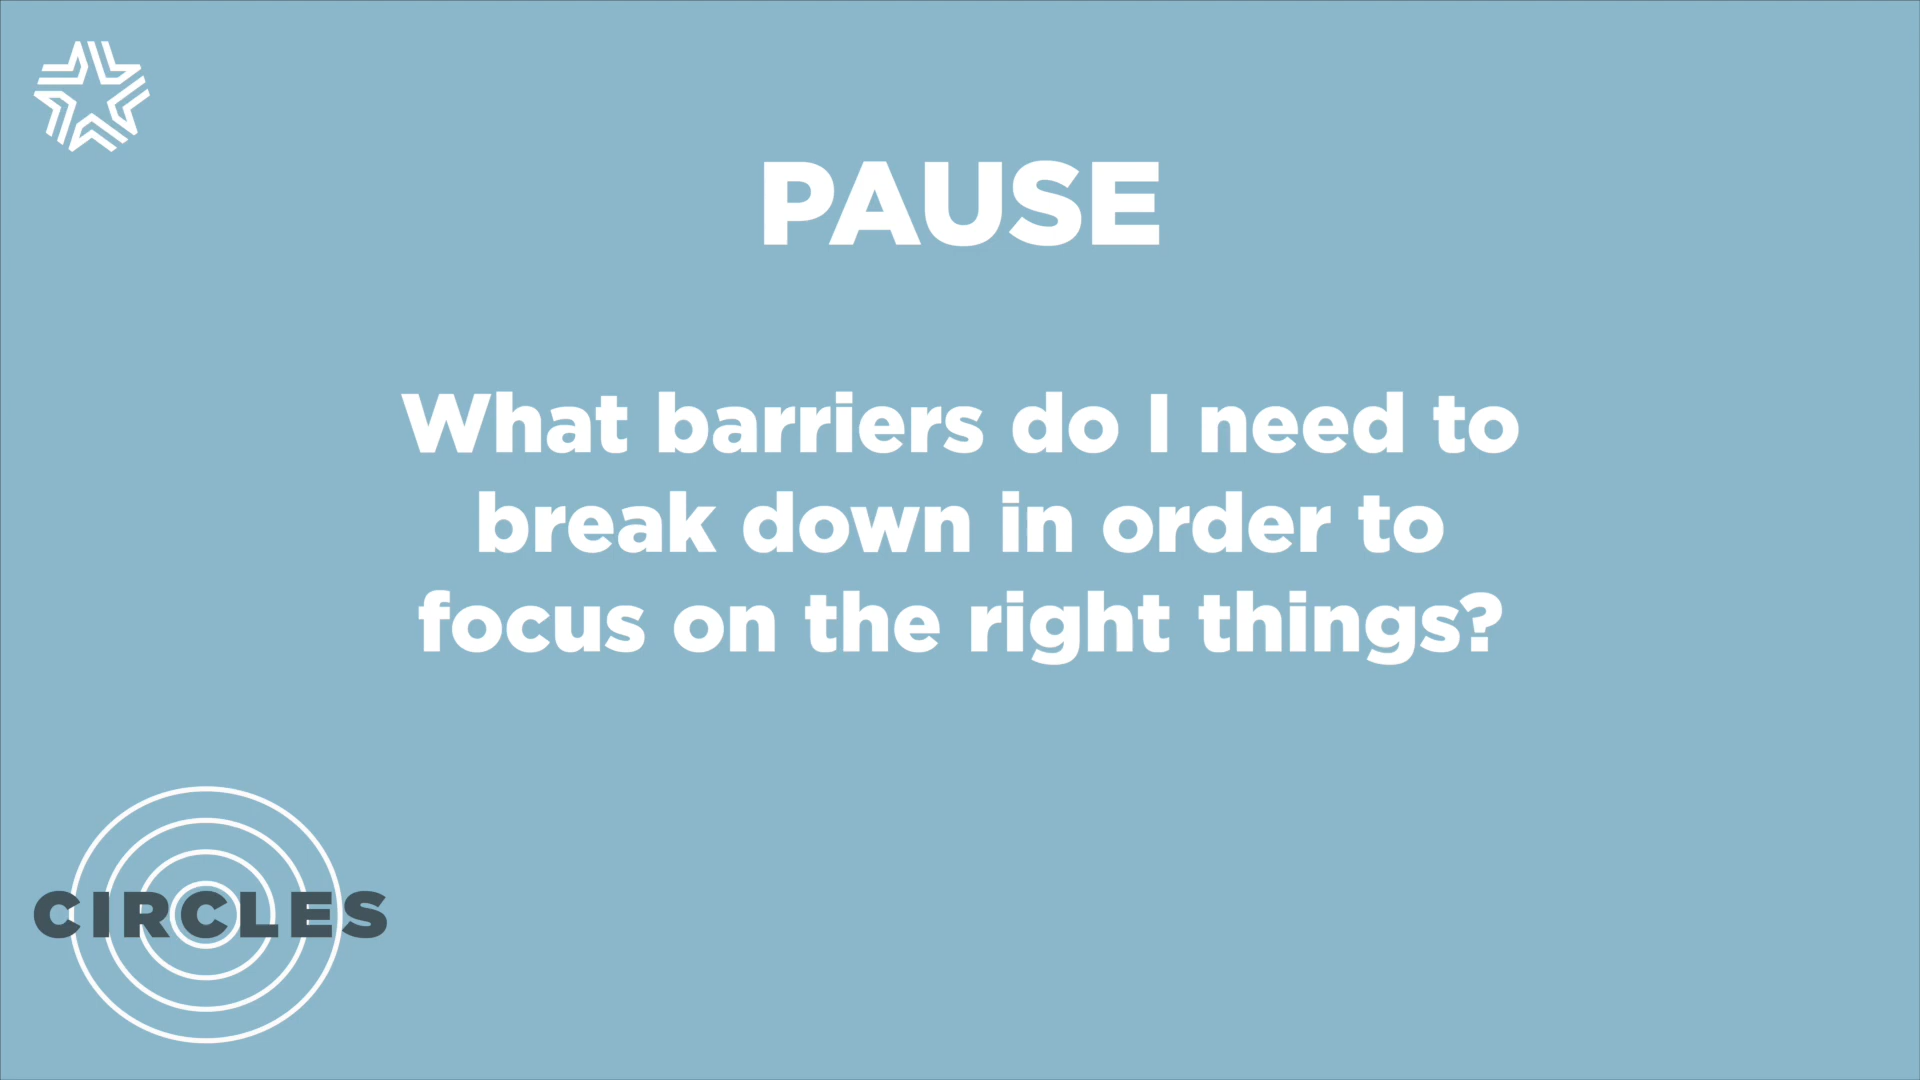 PAUSE
What barriers do I need to
break down in order to
focus on the right things?
CIRCLES